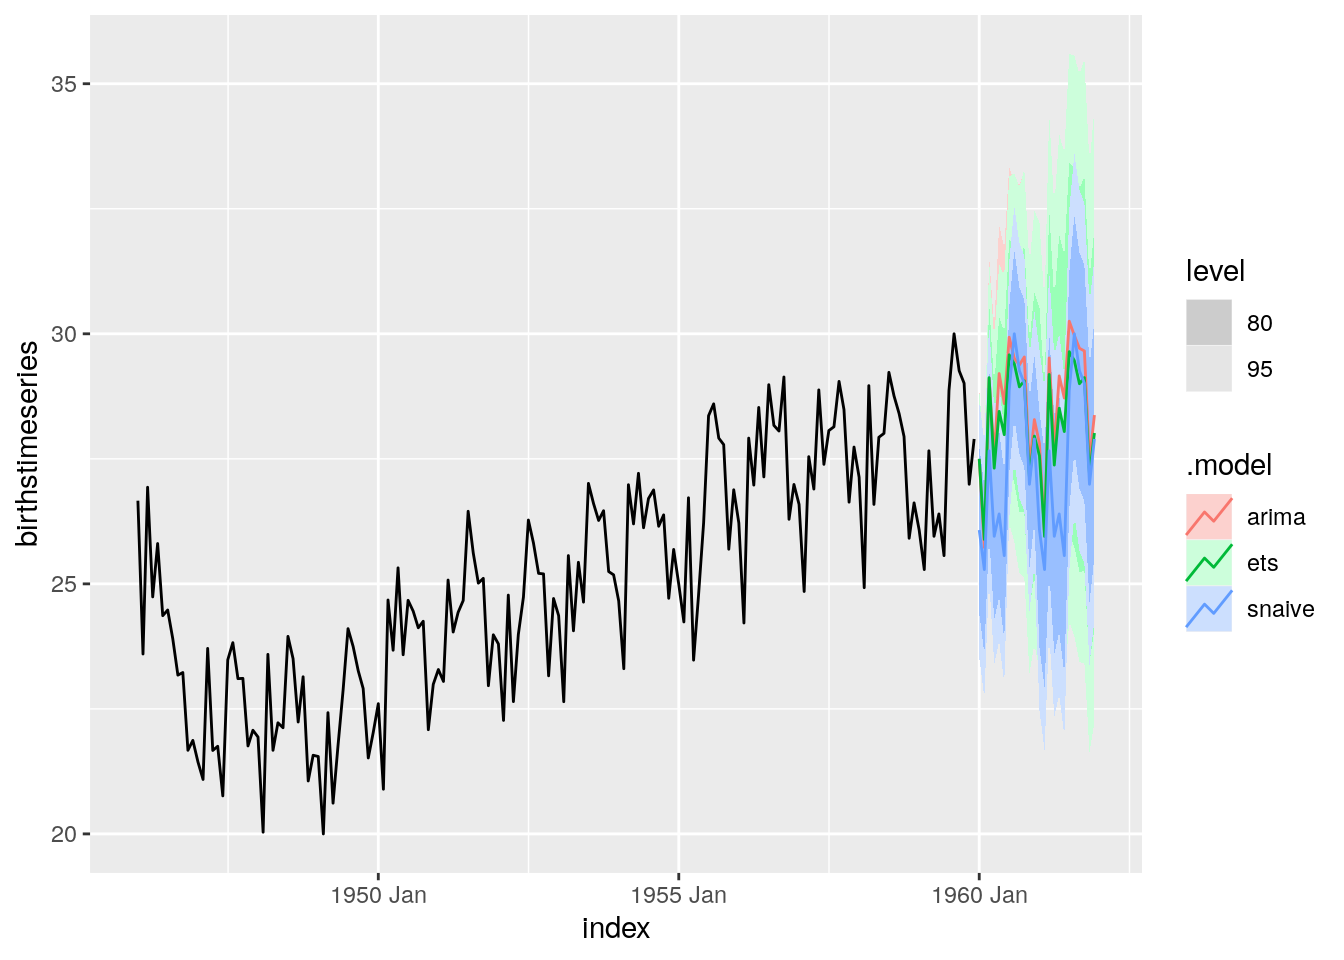 35
30
25
20
birthstimeseries
1950 Jan
1955 Jan
1960 Jan
index
level
80
95
.model
arima
ets
snaive